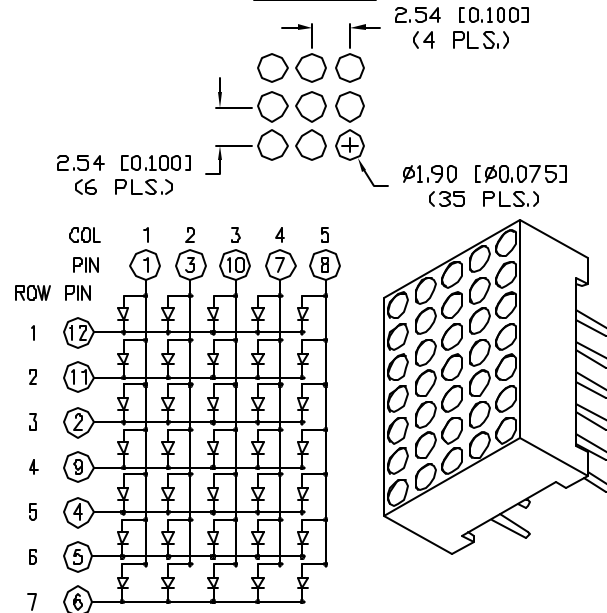 2.54 [0.100]
(4 PLS.)
2.54 [0.100]
(6 PLS.)
ø1.90 [ø0.075]
(35 PLS.)
COL 1 2 3 4 5
PIN 1 3 10 7 8
ROW PIN
1 12
2 11
3 2
4 9
5 4
6 5
7 6